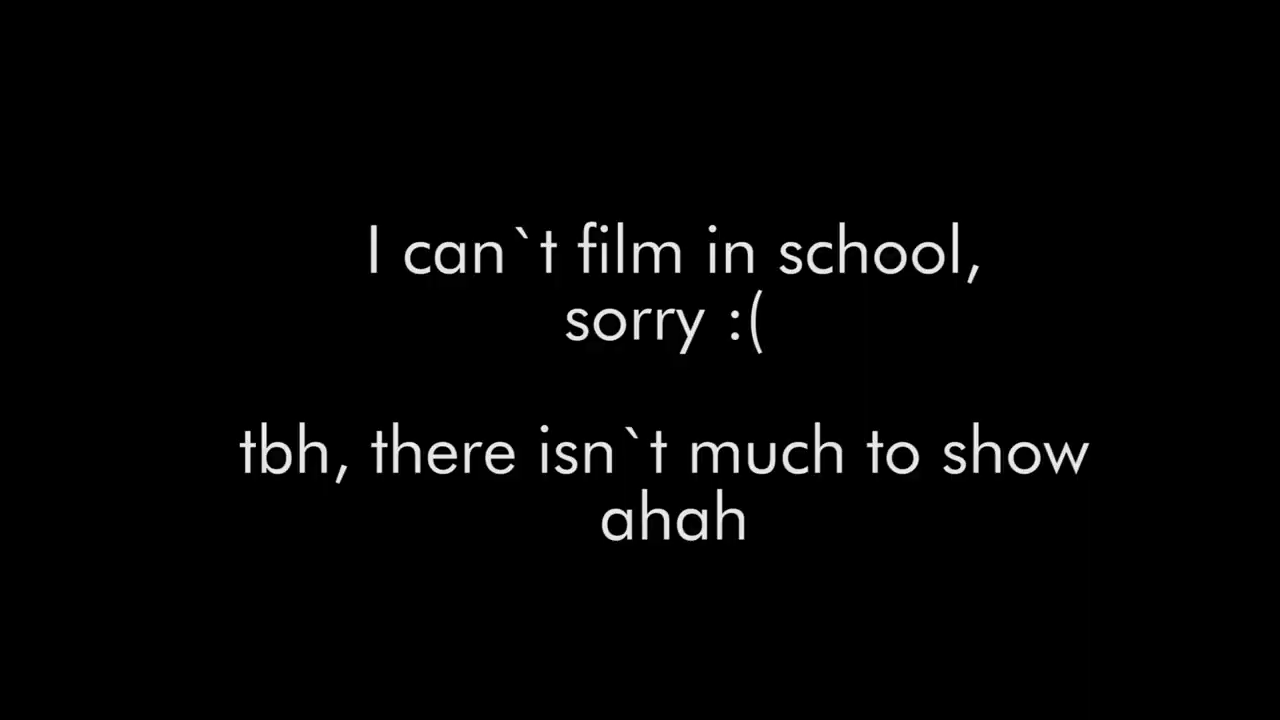 I can`t film in school,
sorry :(
tbh, there isn`t much to show
ahah